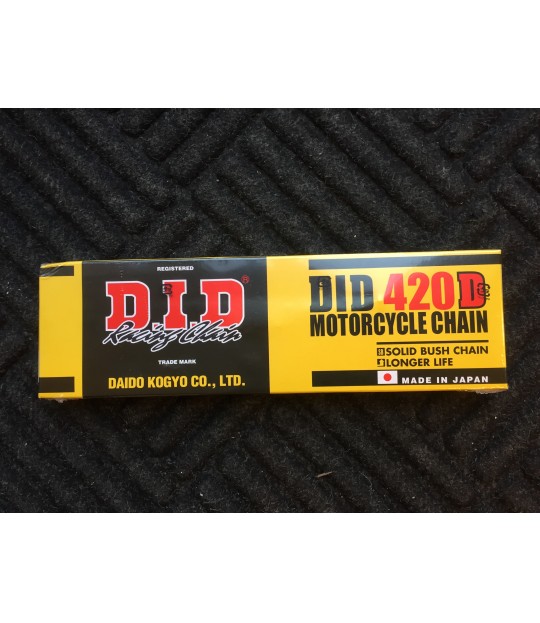 REGISTERED
D.I.D®
Racing Chain
TRADE MARK
DAIDO KOGYO CO., LTD.
DID 420D
MOTORCYCLE CHAIN
SOLID BUSH CHAIN
LONGER LIFE
MADE IN JAPAN